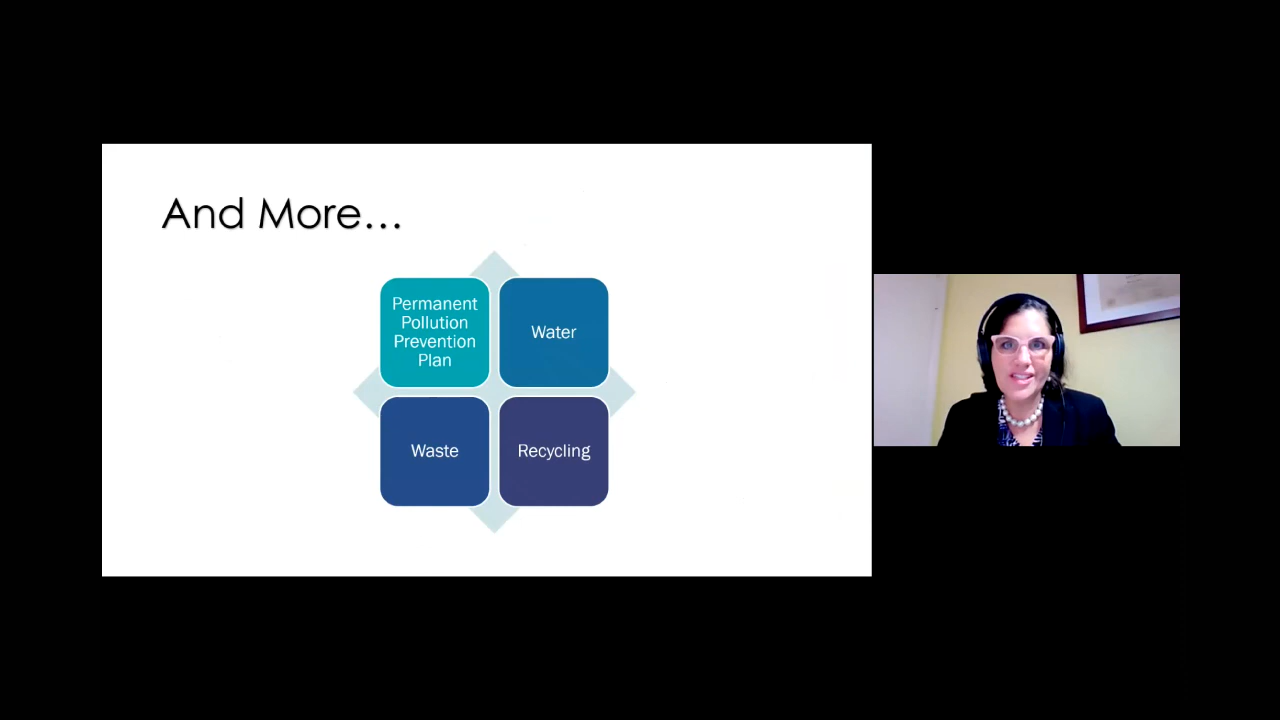 And More...
Permanent
Pollution
Prevention
Plan
Water
Waste
Recycling